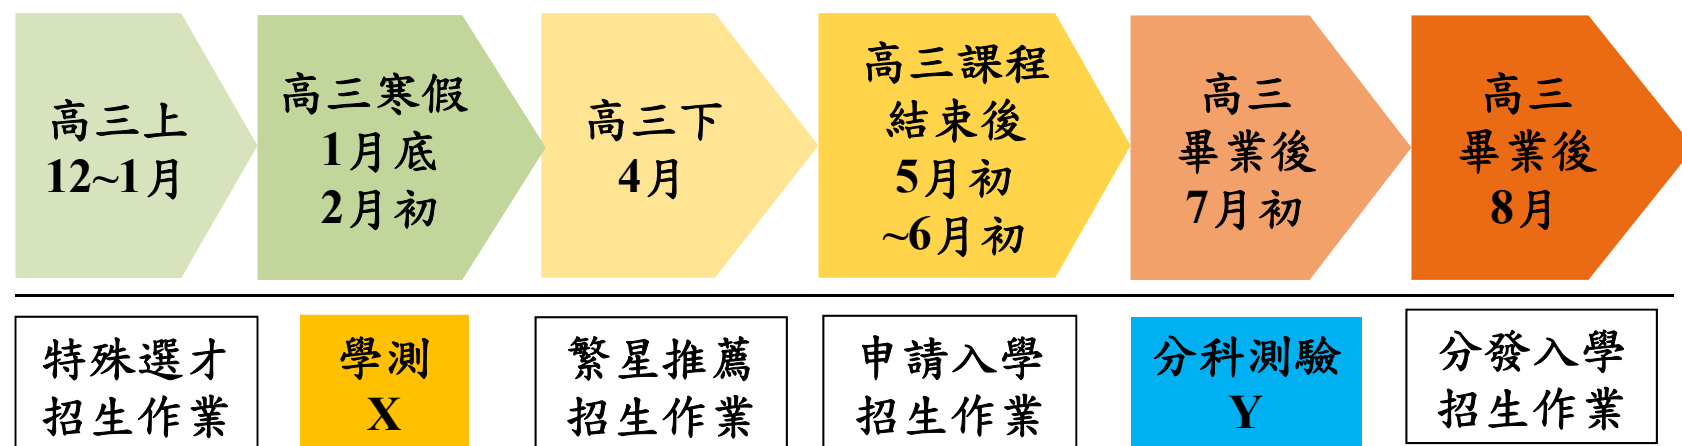 高三上
12~1月
高三寒假
1月底
2月初
高三下
4月
高三課程
結束後
5月初
~6月初
高三
畢業後
7月初
高三
畢業後
8月
特殊選才
招生作業
學測
X
繁星推薦
招生作業
申請入學
招生作業
分科測驗
Y
分發入學
招生作業